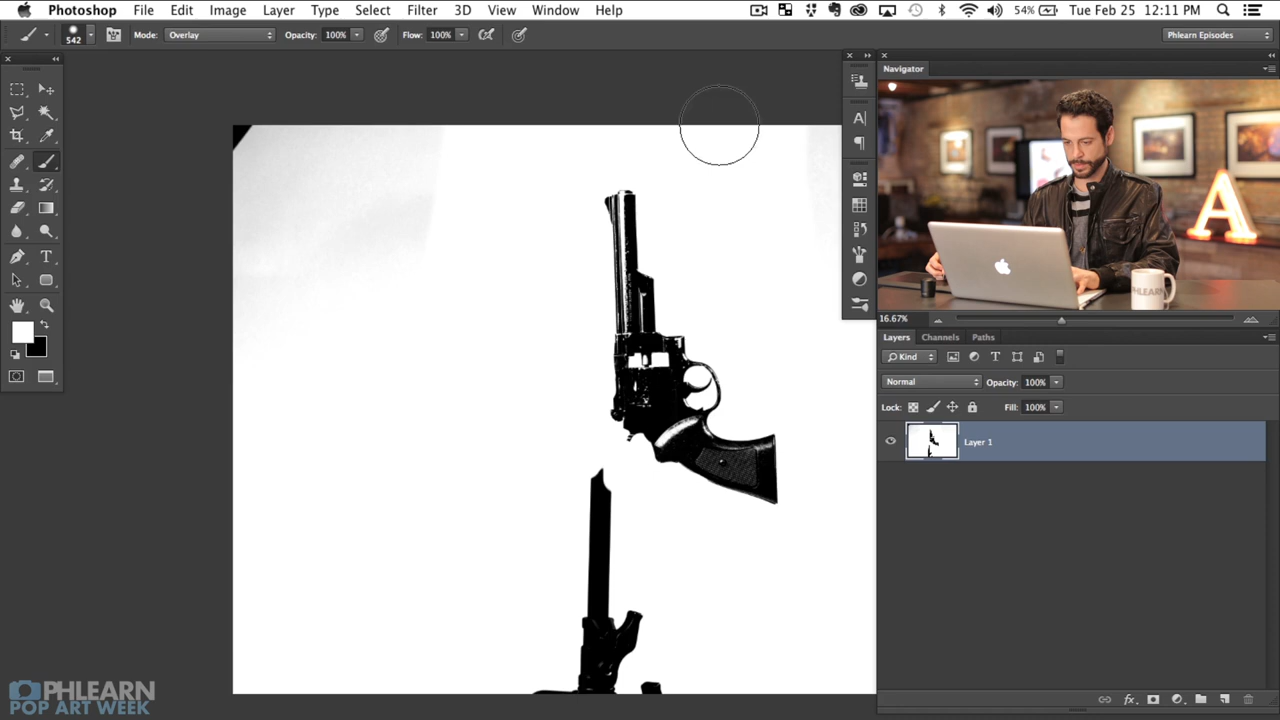 Photoshop File Edit Image Layer Type Select Filter 3D View Window Help 54% Tue Feb 25 12:11 PM
542 Mode: Overlay Opacity: 100% Flow: 100% Phlearn Episodes
Navigator
A
PHLEARN
16.67%
Layers Channels Paths
Kind
Normal Opacity: 100%
Lock: Fill: 100%
Layer 1
PHLEARN
POP ART WEEK